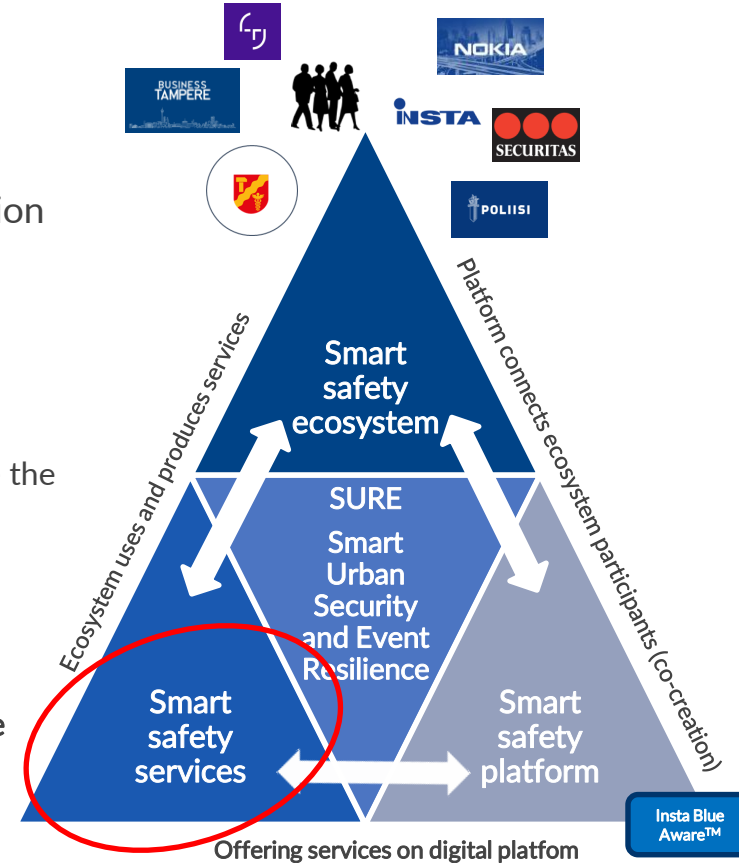 NOKIA
BUSINESS
TAMPERE
INSTA
SECURITAS
POLIISI
ion
Platform connects ecosystem participants (co-creation)
Ecosystem uses and produces services
Smart
safety
ecosystem
the
SURE
Smart
Urban
Security
and Event
Resilience
Smart
safety
services
Smart
safety
platform
e
Insta Blue
Aware™
Offering services on digital platfom